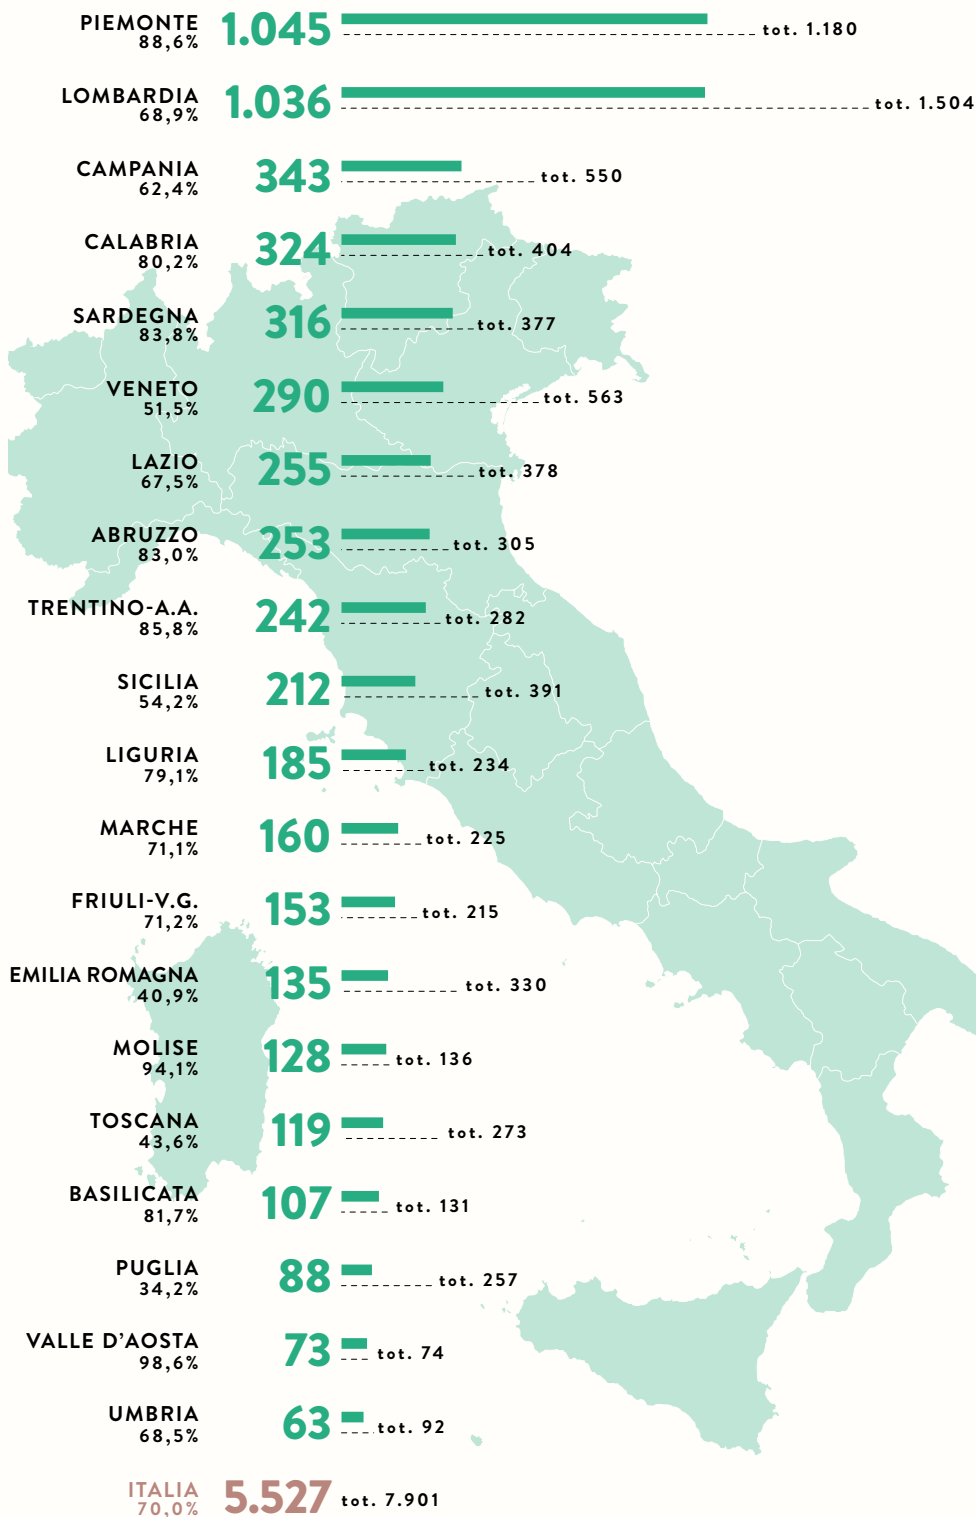 PIEMONTE 1.045 tot. 1.180
88,6%
LOMBARDIA 1.036 tot. 1.504
68,9%
CAMPANIA 343 tot. 550
62,4%
CALABRIA 324 tot. 404
80,2%
SARDEGNA 316 tot. 377
83,8%
VENETO 290 tot. 563
51,5%
LAZIO 255 tot. 378
67,5%
ABRUZZO 253 tot. 305
83,0%
TRENTINO-A.A. 242 tot. 282
85,8%
SICILIA 212 tot. 391
54,2%
LIGURIA 185 tot. 234
79,1%
MARCHE 160 tot. 225
71,1%
FRIULI-V.G. 153 tot. 215
71,2%
EMILIA ROMAGNA 135 tot. 330
40,9%
MOLISE 128 tot. 136
94,1%
TOSCANA 119 tot. 273
43,6%
BASILICATA 107 tot. 131
81,7%
PUGLIA 88 tot. 257
34,2%
VALLE D’AOSTA 73 tot. 74
98,6%
UMBRIA 63 tot. 92
68,5%
ITALIA 5.527 tot. 7.901
70,0%